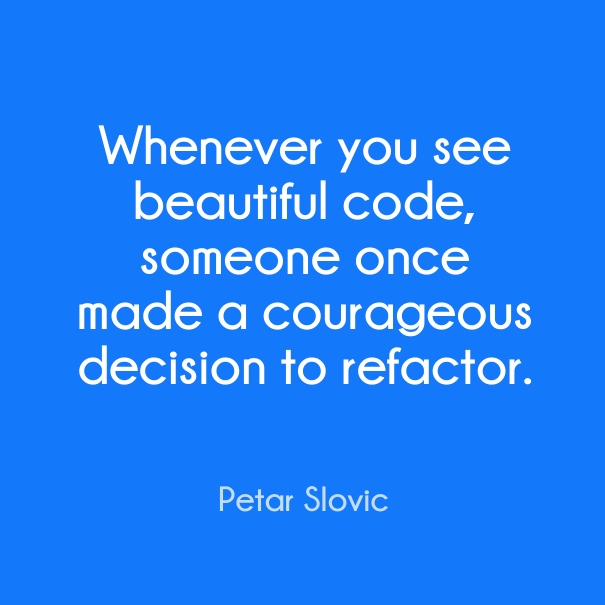 Whenever you see
beautiful code,
someone once
made a courageous
decision to refactor.
Petar Slovic